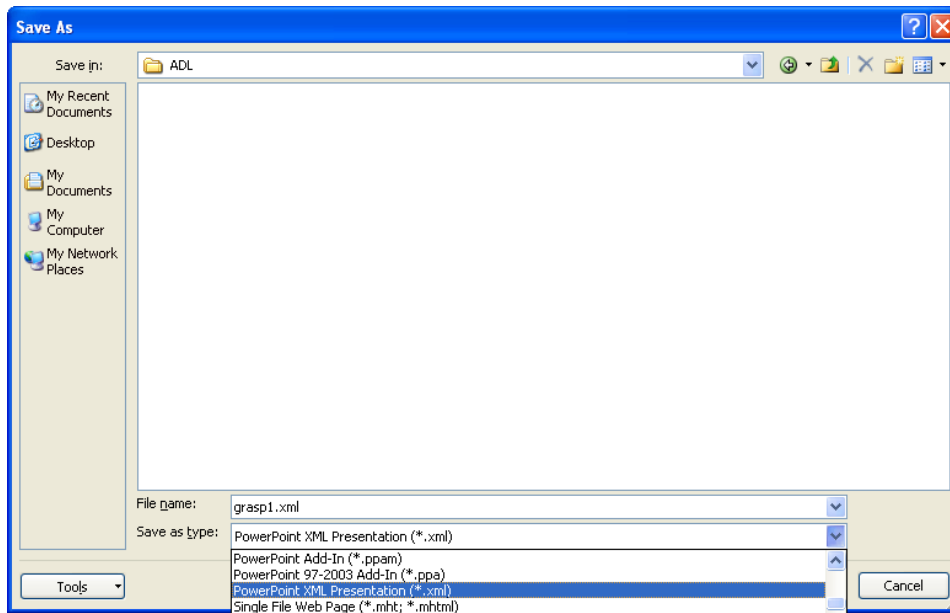 Save As
Save in:
ADL
My Recent
Documents
Desktop
My
Documents
My
Computer
My Network
Places
File name:
grasp1.xml
Save as type:
PowerPoint XML Presentation (*.xml)
PowerPoint Add-In (*.ppam)
PowerPoint 97-2003 Add-In (*.ppa)
PowerPoint XML Presentation (*.xml)
Single File Web Page (*.mht; *.mhtml)
Tools
Cancel